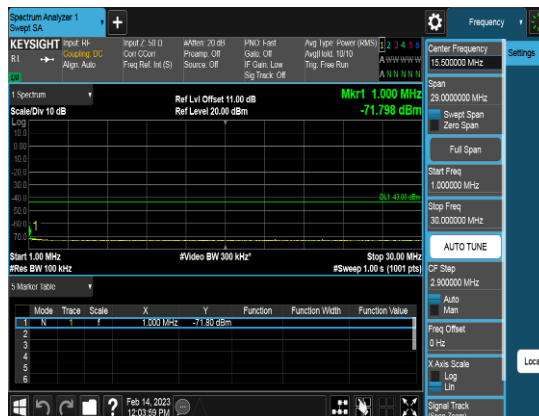 Spectrum Analyzer 1
Swept SA
Frequency
KEYSIGHT
Input: RF
Coupling: DC
Align: Auto
Input Z: 50 Ω
Corr CCorr
Freq Ref: Int (S)
#Atten: 20 dB
Preamp: Off
Source: Off
PNO: Fast
Gate: Off
IF Gain: Low
Sig Track: Off
Avg Type: Power (RMS)
Avg|Hold: 10/10
Trig: Free Run
1 2 3 4 5 6
A W W W W W
A N N N N N
Center Frequency
15.500000 MHz
Settings
1 Spectrum
Scale/Div 10 dB
Log
Ref Lvl Offset 11.00 dB
Ref Level 20.00 dBm
Mkr1 1.000 MHz
-71.798 dBm
Span
29.0000000 MHz
Swept Span
Zero Span
Full Span
10.0
0.00
-10.0
-20.0
-30.0
-40.0
-50.0
-60.0
-70.0
DL1 -43.00 dBm
1
Start Freq
1.000000 MHz
Stop Freq
30.000000 MHz
AUTO TUNE
Start 1.00 MHz
#Res BW 100 kHz
#Video BW 300 kHz*
Stop 30.00 MHz
#Sweep 1.00 s (1001 pts)
CF Step
2.900000 MHz
Auto
Man
5 Marker Table
Mode Trace Scale X Y Function Function Width Function Value
1 N 1 f 1.000 MHz -71.80 dBm
2
3
4
5
6
Freq Offset
0 Hz
X Axis Scale
Log
Lin
Signal Track
(Span Zoom)
Feb 14, 2023
12:03:59 PM